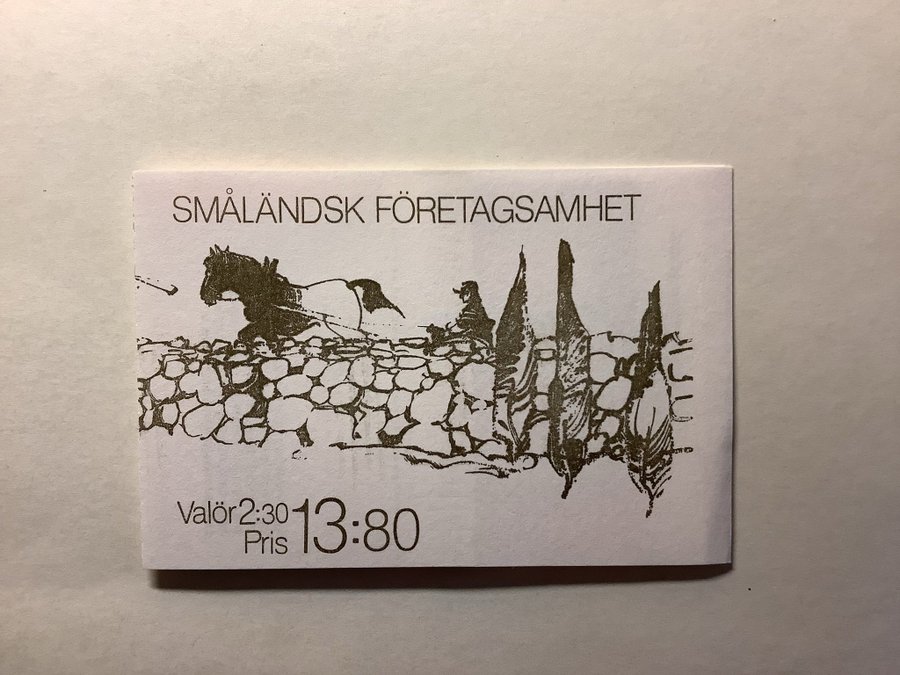 SMÅLÄNDSK FÖRETAGSAMHET
Valör 2:30
Pris 13:80